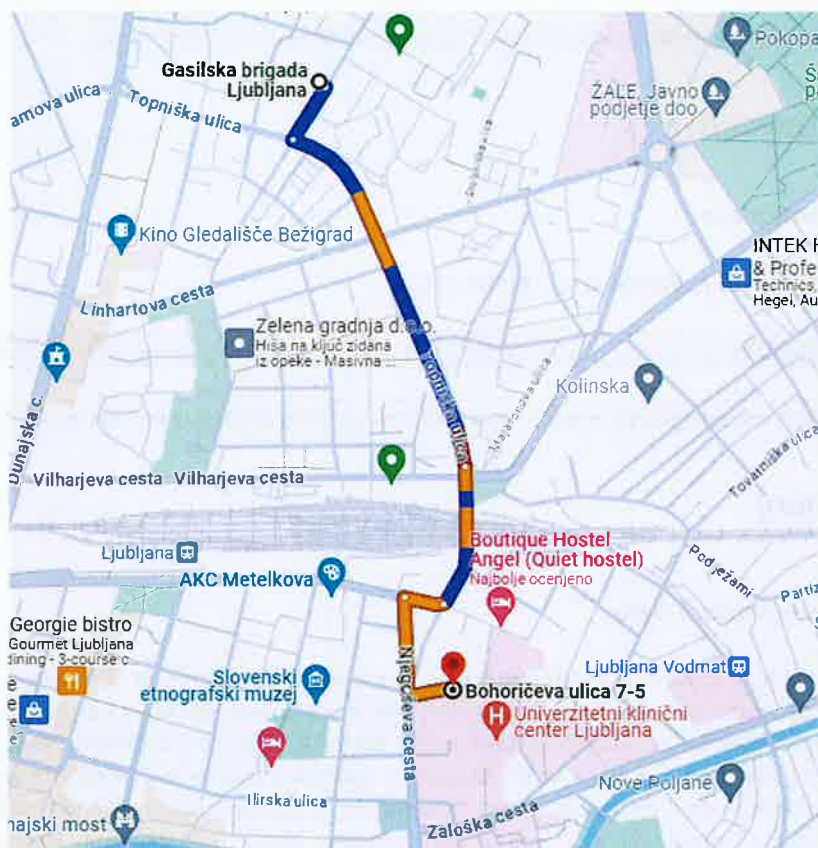 Pokopa
Gasilska brigada
Ljubljana
ŽALE, Javno
podjetje doo
amova ulica
Topniška ulica
Kino Gledališče Bežigrad
INTEK H
& Profe
Technics,
Hegel, Au
Linhartova cesta
Zelena gradnja d.o.o.
Hiša na ključ zidana
iz opeke - Masivna ...
Topniška ulica
Majaronova ulica
Kolinska
Dunajska c.
Tovarniška ulica
Vilharjeva cesta
Vilharjeva cesta
Ljubljana
Boutique Hostel
Angel (Quiet hostel)
Najbolje ocenjeno
Pod ježami
AKC Metelkova
Partiz
Georgie bistro
Gourmet Ljubljana
dining - 3-course c
Slovenski
etnografski muzej
Njegoševa cesta
Ljubljana Vodmat
Bohoričeva ulica 7-5
Univerzitetni klinični
center Ljubljana
H
Ilirska ulica
Nove Poljane
Zaloška cesta
najski most